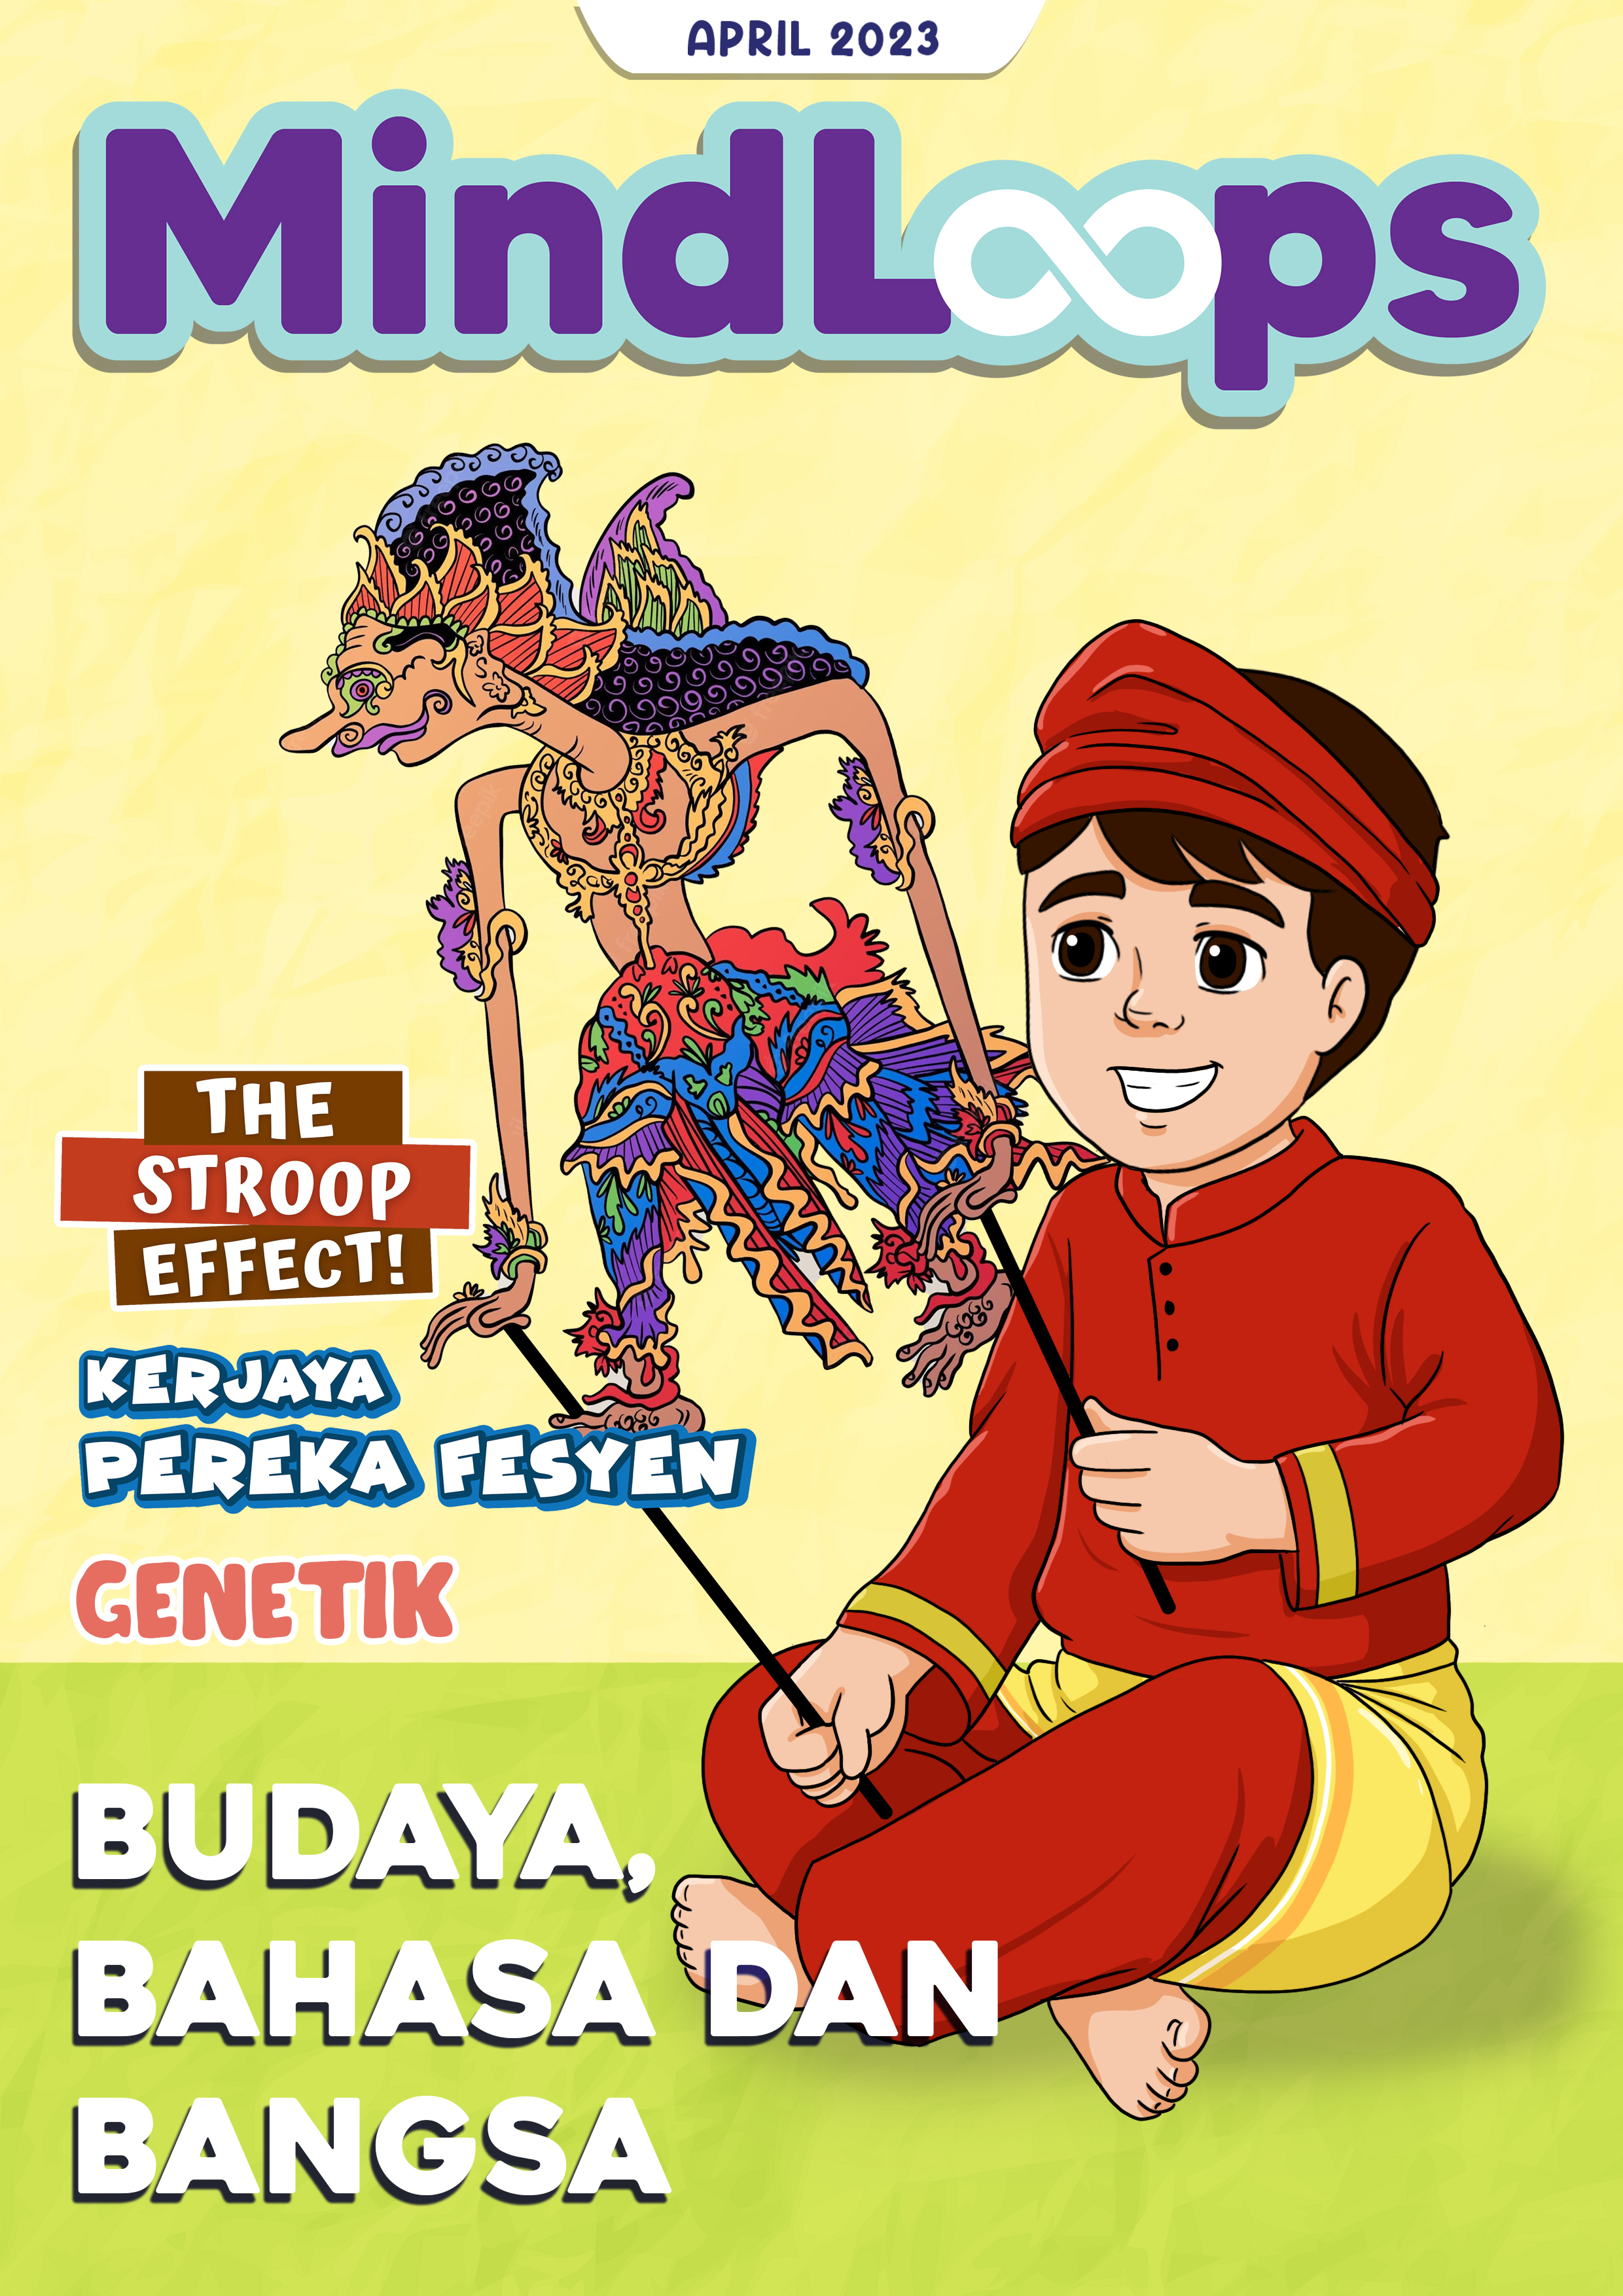 APRIL 2023
MindLoops
THE
STROOP
EFFECT!
KERJAYA
PEREKA FESYEN
GENETIK
BUDAYA,
BAHASA DAN
BANGSA